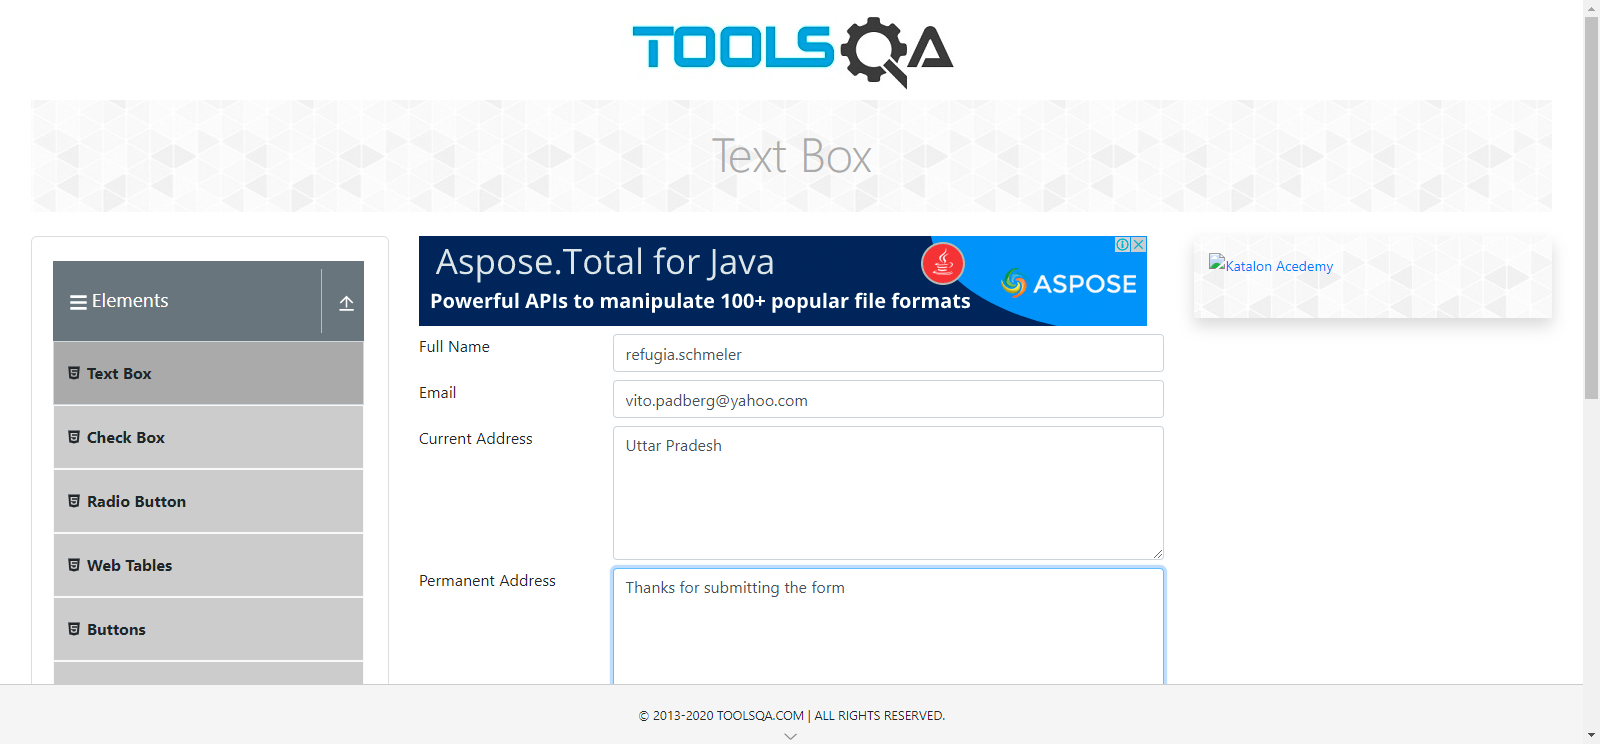 TOOLSQA
Text Box
Elements
Text Box
Check Box
Radio Button
Web Tables
Buttons
Aspose.Total for Java
Powerful APIs to manipulate 100+ popular file formats
ASPOSE
Full Name
refugia.schmeler
Email
vito.padberg@yahoo.com
Current Address
Uttar Pradesh
Permanent Address
Thanks for submitting the form
Katalon Acedemy
© 2013-2020 TOOLSQA.COM | ALL RIGHTS RESERVED.